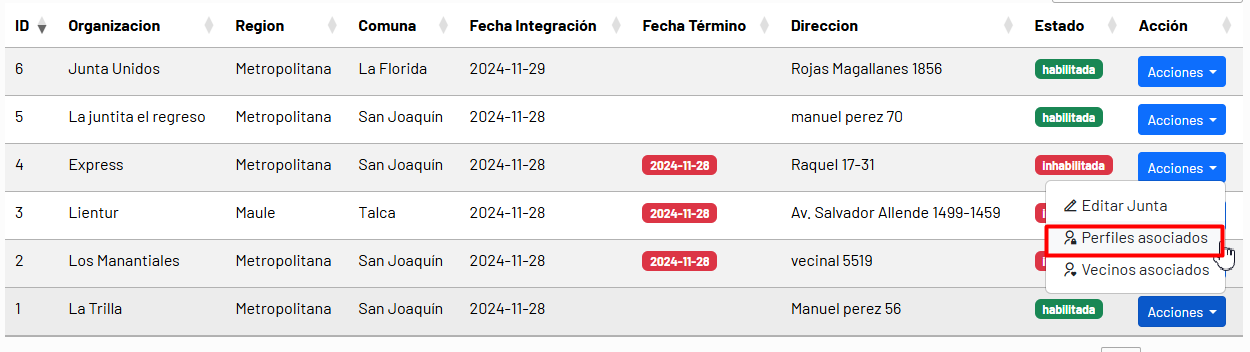 ID Organizacion Region Comuna Fecha Integración Fecha Término Direccion Estado Acción
6 Junta Unidos Metropolitana La Florida 2024-11-29 Rojas Magallanes 1856 habilitada Acciones
5 La juntita el regreso Metropolitana San Joaquín 2024-11-28 manuel perez 70 habilitada Acciones
4 Express Metropolitana San Joaquín 2024-11-28 2024-11-28 Raquel 17-31 inhabilitada Acciones
3 Lientur Maule Talca 2024-11-28 2024-11-28 Av. Salvador Allende 1499-1459
Editar Junta
Perfiles asociados
2 Los Manantiales Metropolitana San Joaquín 2024-11-28 2024-11-28 vecinal 5519
Vecinos asociados
1 La Trilla Metropolitana San Joaquín 2024-11-28 Manuel perez 56 habilitada Acciones